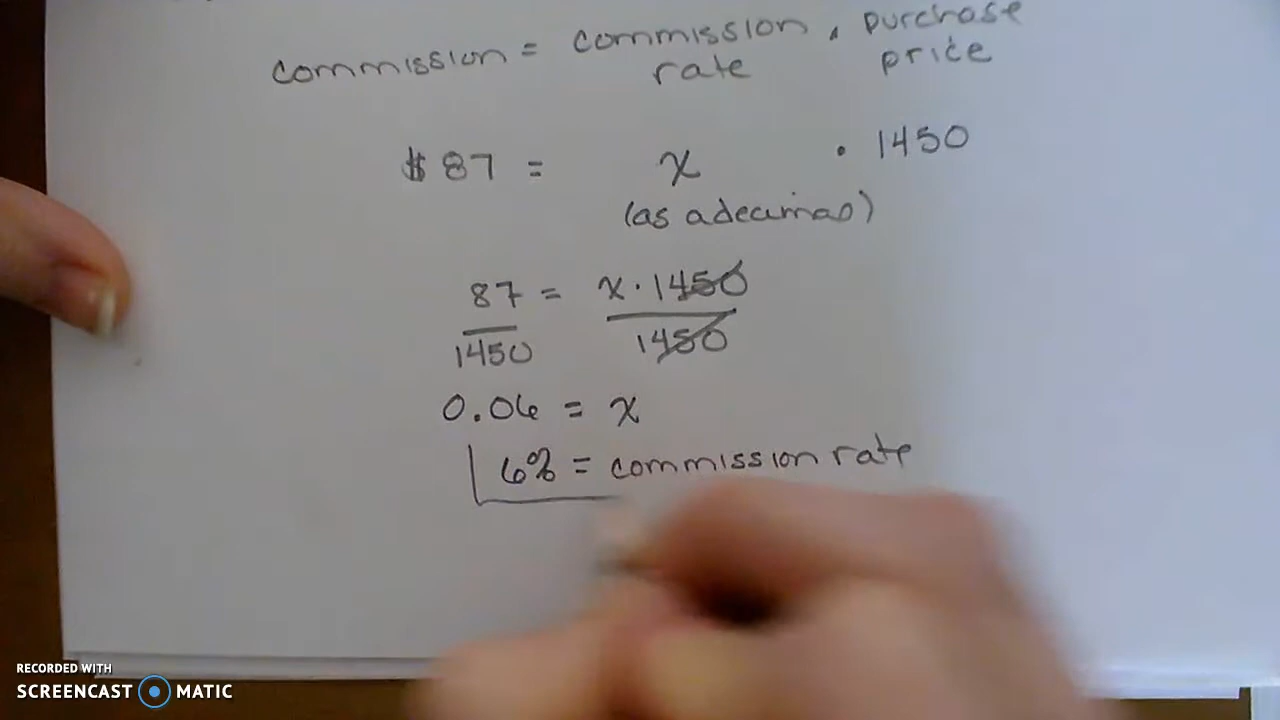 commission = commission . purchase
rate price
$87 = x · 1450
(as a decimal)
87 = x · 1450
1450 1450
0.06 = x
6% = commission rate
RECORDED WITH
SCREENCAST MATIC